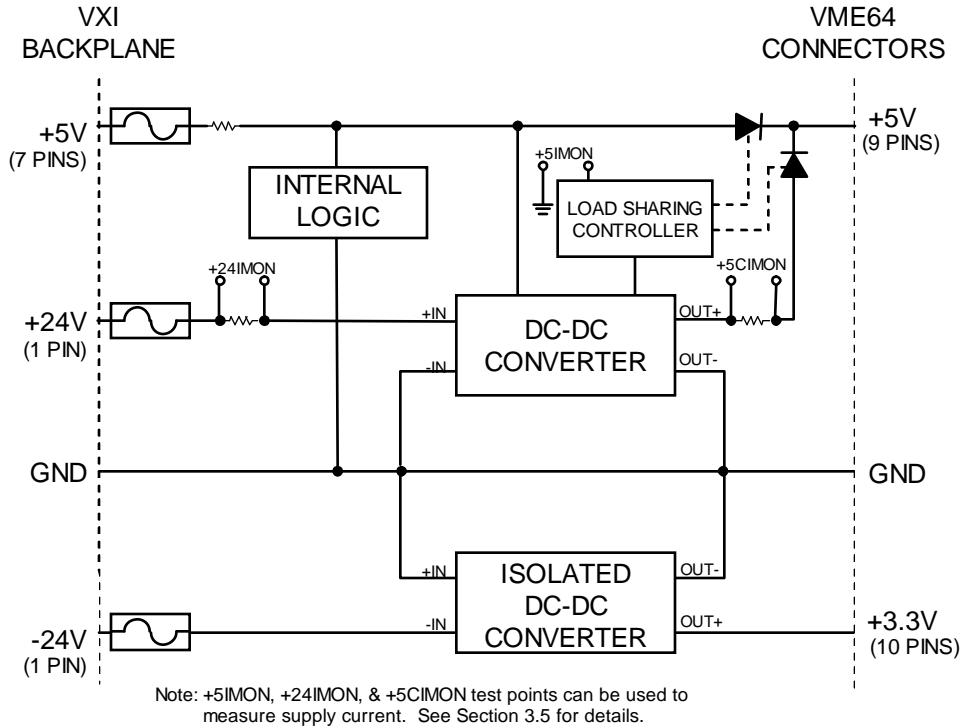 VXI
BACKPLANE
VME64
CONNECTORS
+5V
(7 PINS)
+5V
(9 PINS)
+5IMON
INTERNAL
LOGIC
LOAD SHARING
CONTROLLER
+24IMON
+5CIMON
+24V
(1 PIN)
+IN
-IN
DC-DC
CONVERTER
OUT+
OUT-
GND
GND
+IN
-IN
ISOLATED
DC-DC
CONVERTER
OUT-
OUT+
-24V
(1 PIN)
+3.3V
(10 PINS)
Note: +5IMON, +24IMON, & +5CIMON test points can be used to
measure supply current. See Section 3.5 for details.